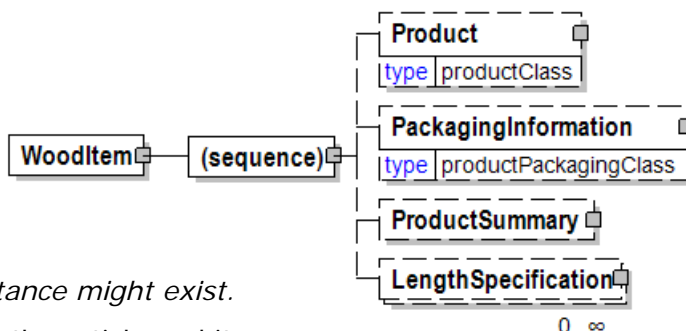 Product
type productClass
PackagingInformation
type productPackagingClass
WoodItem
(sequence)
ProductSummary
LengthSpecification
0 ∞
tance might exist.